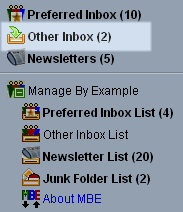 Preferred Inbox (10)
Other Inbox (2)
Newsletters (5)
Manage By Example
Preferred Inbox List (4)
Other Inbox List
Newsletter List (20)
Junk Folder List (2)
About MBE